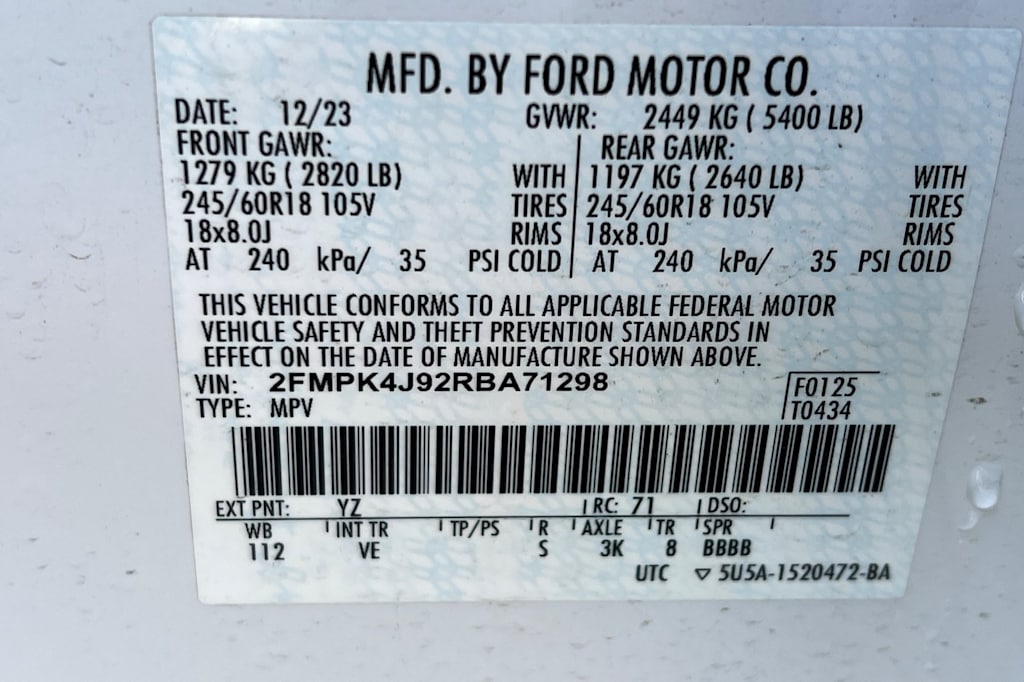 MFD. BY FORD MOTOR CO.
DATE: 12/23 GVWR: 2449 KG ( 5400 LB)
FRONT GAWR: REAR GAWR:
1279 KG ( 2820 LB) WITH 1197 KG ( 2640 LB) WITH
245/60R18 105V TIRES 245/60R18 105V TIRES
18x8.0J RIMS 18x8.0J RIMS
AT 240 kPa/ 35 PSI COLD AT 240 kPa/ 35 PSI COLD
THIS VEHICLE CONFORMS TO ALL APPLICABLE FEDERAL MOTOR
VEHICLE SAFETY AND THEFT PREVENTION STANDARDS IN
EFFECT ON THE DATE OF MANUFACTURE SHOWN ABOVE.
VIN: 2FMPK4J92RBA71298 F0125
TYPE: MPV T0434
EXT PNT: YZ RC: 71 DSO:
WB INT TR TP/PS R AXLE TR SPR
112 VE S 3K 8 BBBB
UTC ▽ 5U5A-1520472-BA